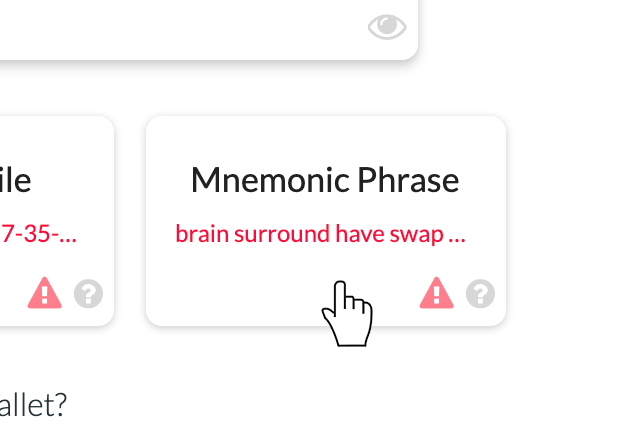 ile
Mnemonic Phrase
7-35-...
brain surround have swap ...
allet?